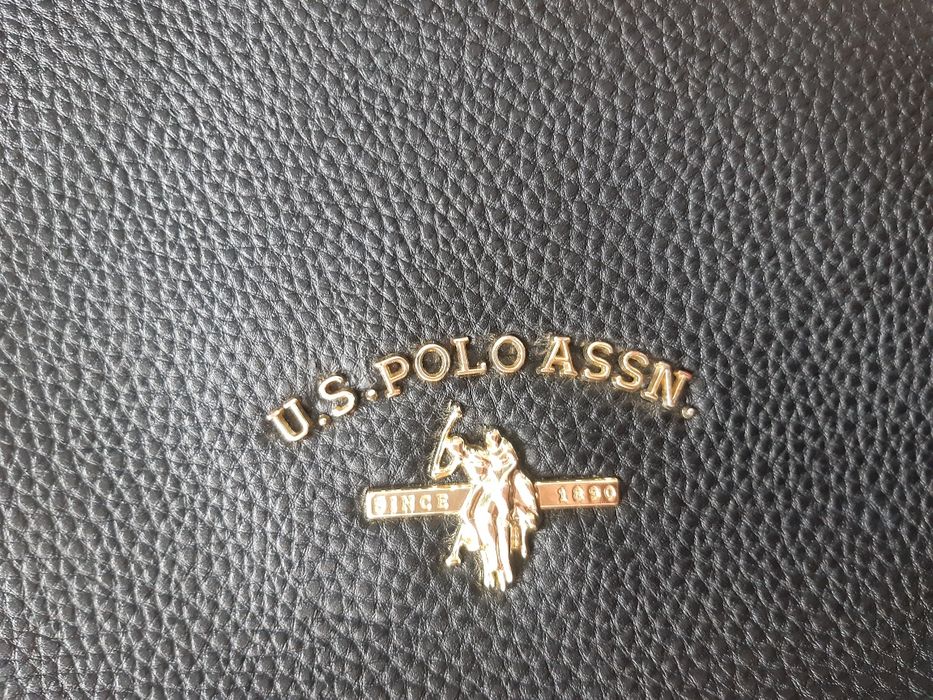 U.S. POLO ASSN.
SINCE 1890